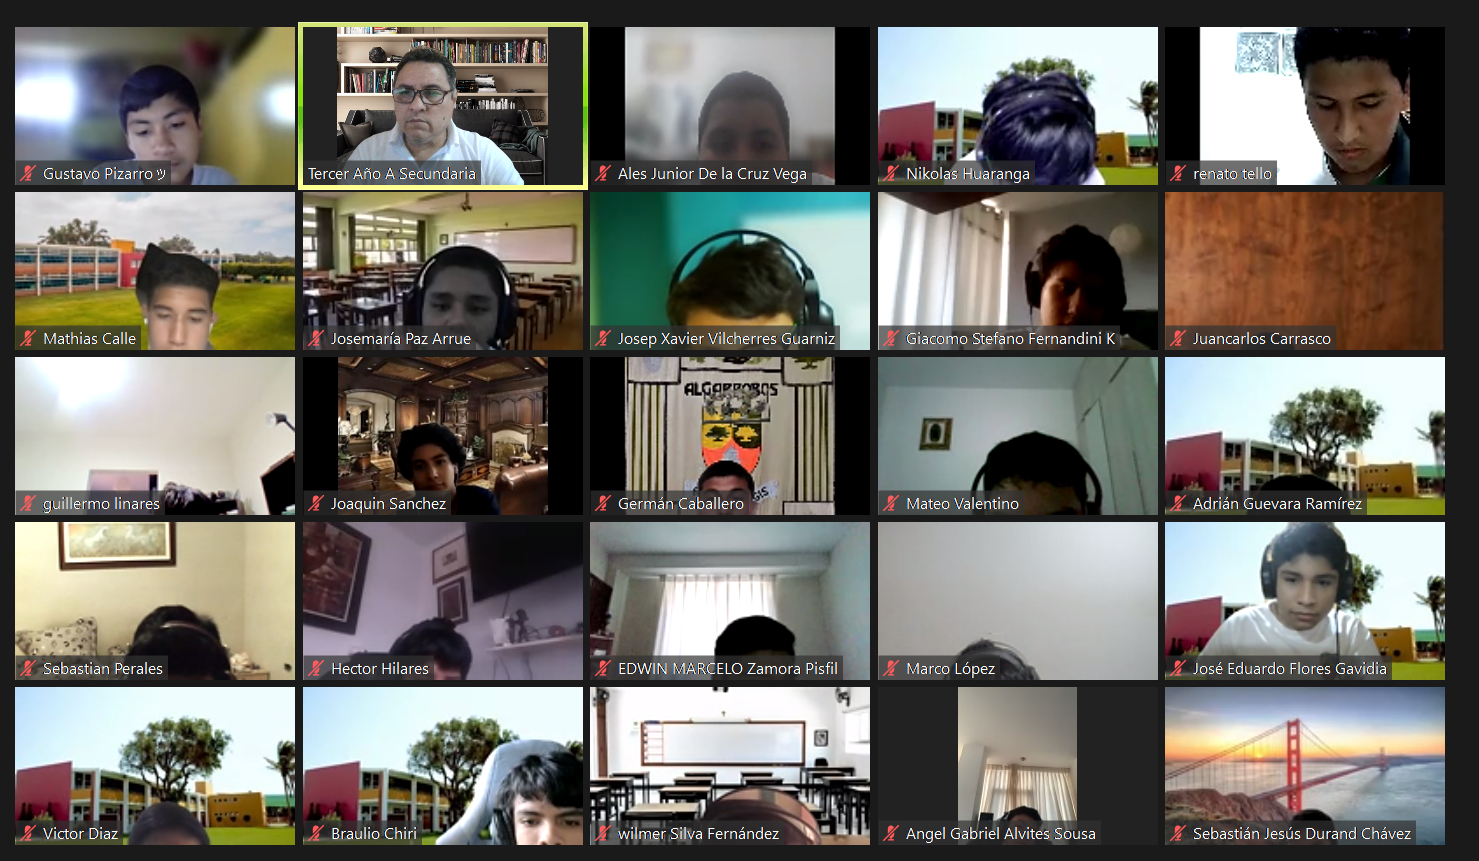 Gustavo Pizarro ツ
Tercer Año A Secundaria
Ales Junior De la Cruz Vega
Nikolas Huaranga
renato tello
Mathias Calle
Josemaría Paz Arrue
Josep Xavier Vilcherres Guarniz
Giacomo Stefano Fernandini K
Juancarlos Carrasco
guillermo linares
Joaquin Sanchez
ALGARROBOS
Germán Caballero
Mateo Valentino
Adrián Guevara Ramírez
Sebastian Perales
Hector Hilares
EDWIN MARCELO Zamora Pisfil
Marco López
José Eduardo Flores Gavidia
Victor Diaz
Braulio Chiri
wilmer Silva Fernández
Angel Gabriel Alvites Sousa
Sebastián Jesús Durand Chávez